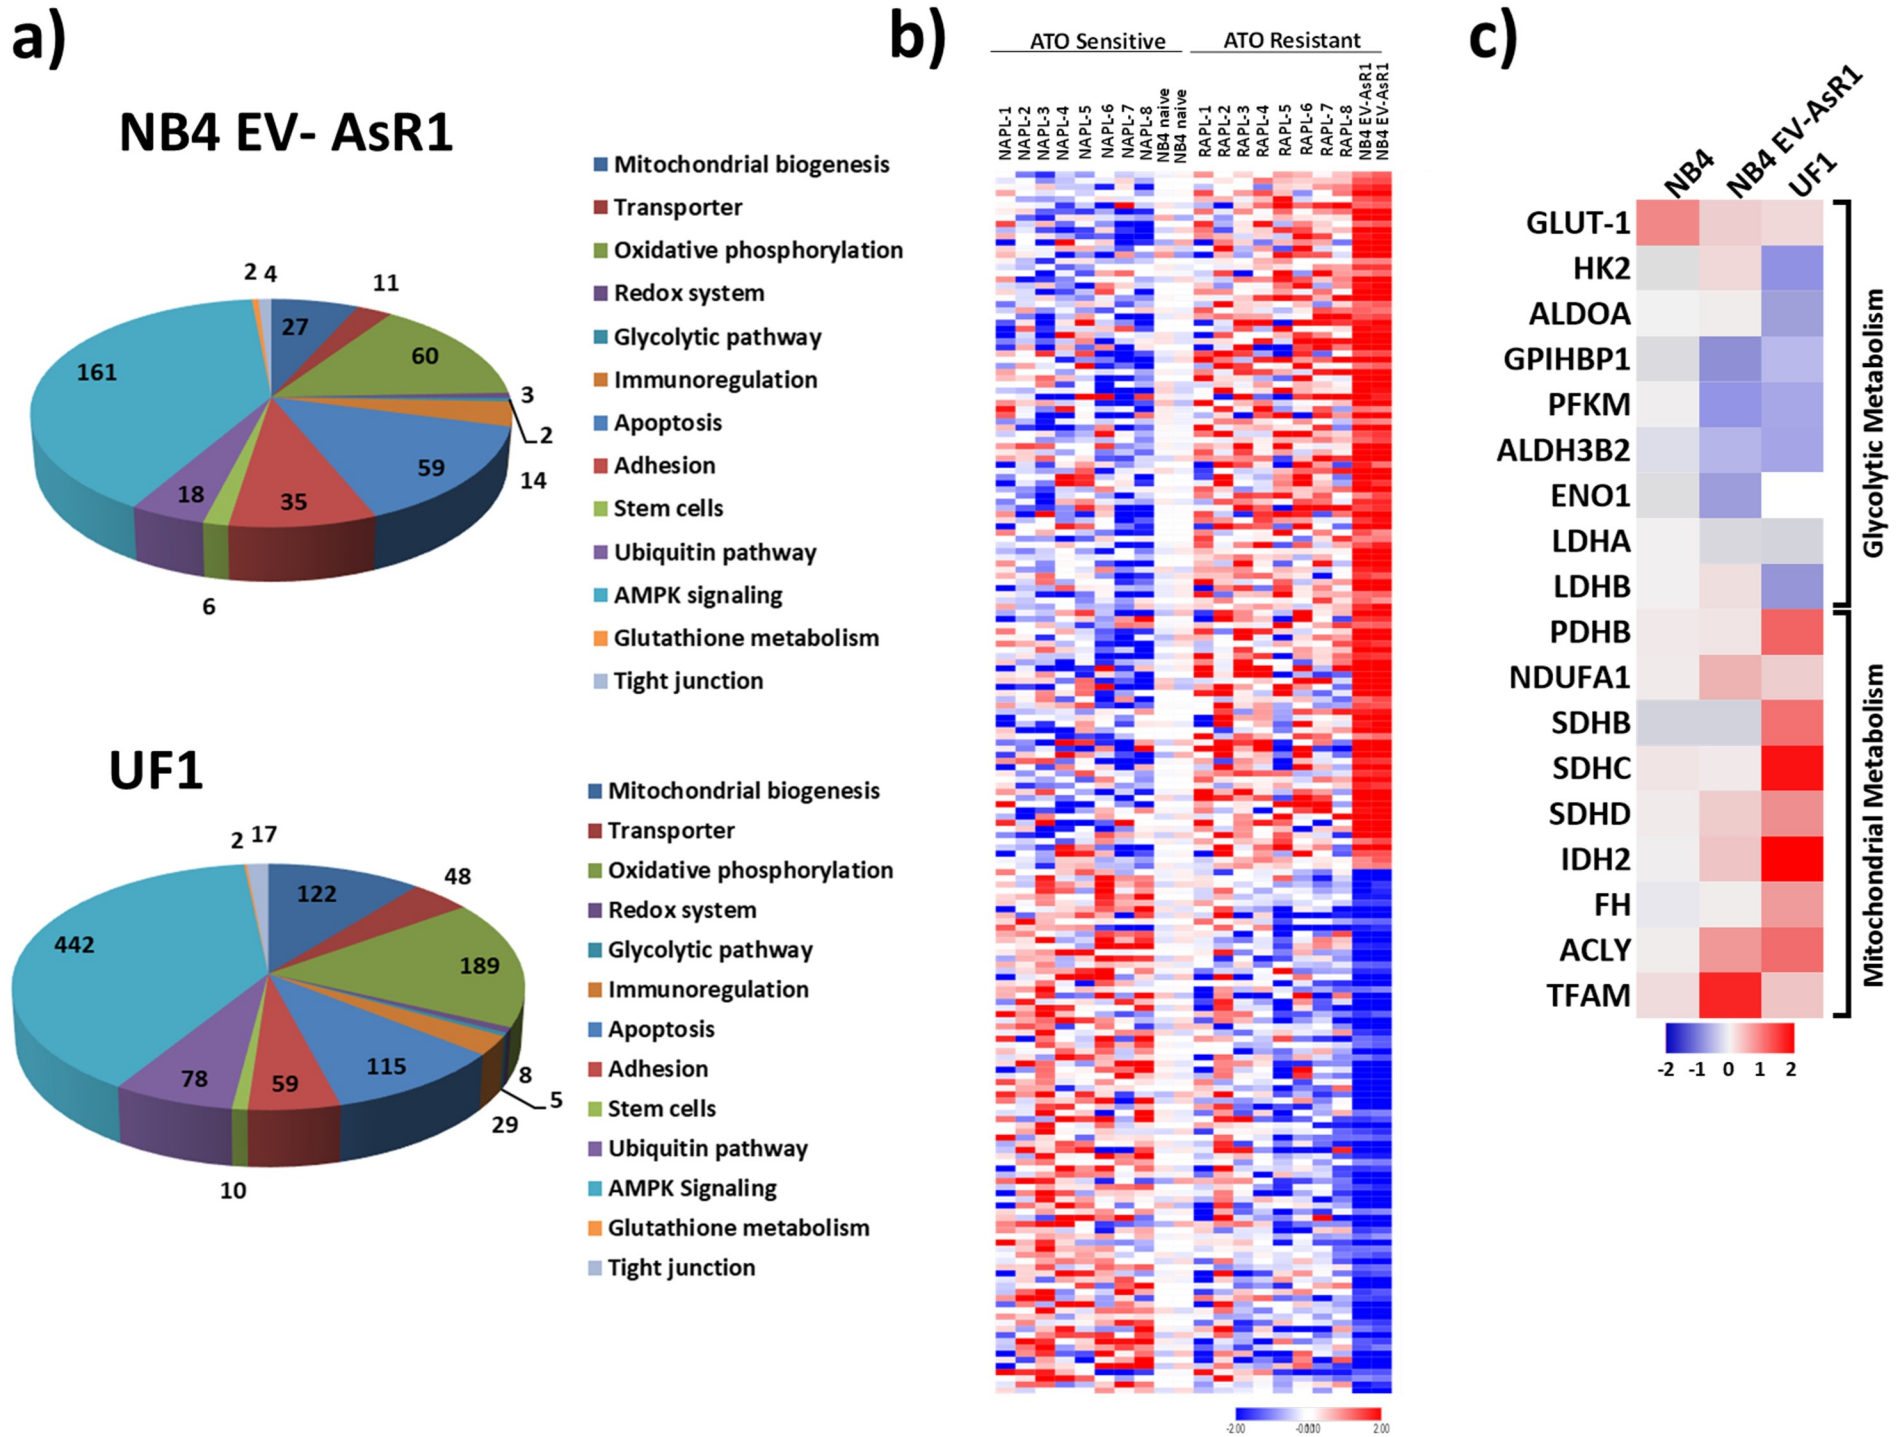 a)
NB4 EV- AsR1
2 4
11
27
60
3
2
14
59
35
6
18
161
Mitochondrial biogenesis
Transporter
Oxidative phosphorylation
Redox system
Glycolytic pathway
Immunoregulation
Apoptosis
Adhesion
Stem cells
Ubiquitin pathway
AMPK signaling
Glutathione metabolism
Tight junction
UF1
2 17
48
122
189
8
5
29
115
59
10
78
442
Mitochondrial biogenesis
Transporter
Oxidative phosphorylation
Redox system
Glycolytic pathway
Immunoregulation
Apoptosis
Adhesion
Stem cells
Ubiquitin pathway
AMPK Signaling
Glutathione metabolism
Tight junction
b)
ATO Sensitive
ATO Resistant
NAPL-1
NAPL-2
NAPL-3
NAPL-4
NAPL-5
NAPL-6
NAPL-7
NAPL-8
NB4 naive
NB4 naive
RAPL-1
RAPL-2
RAPL-3
RAPL-4
RAPL-5
RAPL-6
RAPL-7
RAPL-8
NB4 EV-AsR1
NB4 EV-AsR1
-2.00
2.00
c)
NB4
NB4 EV-AsR1
UF1
GLUT-1
HK2
ALDOA
GPIHBP1
PFKM
ALDH3B2
ENO1
LDHA
LDHB
PDHB
NDUFA1
SDHB
SDHC
SDHD
IDH2
FH
ACLY
TFAM
Glycolytic Metabolism
Mitochondrial Metabolism
-2 -1 0 1 2